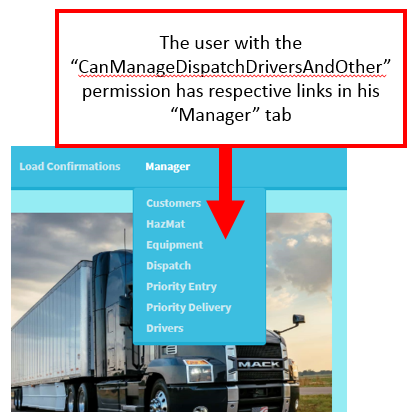 The user with the
“CanManageDispatchDriversAndOther”
permission has respective links in his
“Manager” tab
Load Confirmations Manager
Customers
HazMat
Equipment
Dispatch
Priority Entry
Priority Delivery
Drivers
MACK